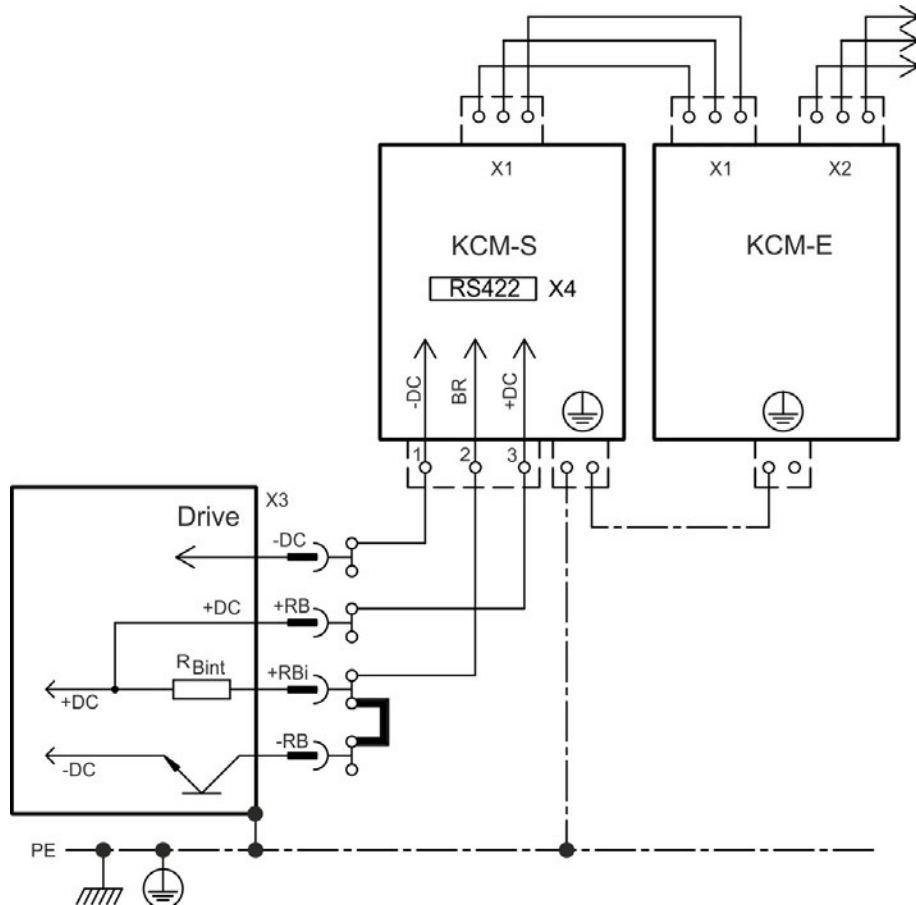 X1
X1
X2
KCM-S
KCM-E
RS422
X4
-DC
BR
+DC
1
2
3
X3
Drive
-DC
+DC
+RB
RBint
+RBi
+DC
-RB
-DC
PE